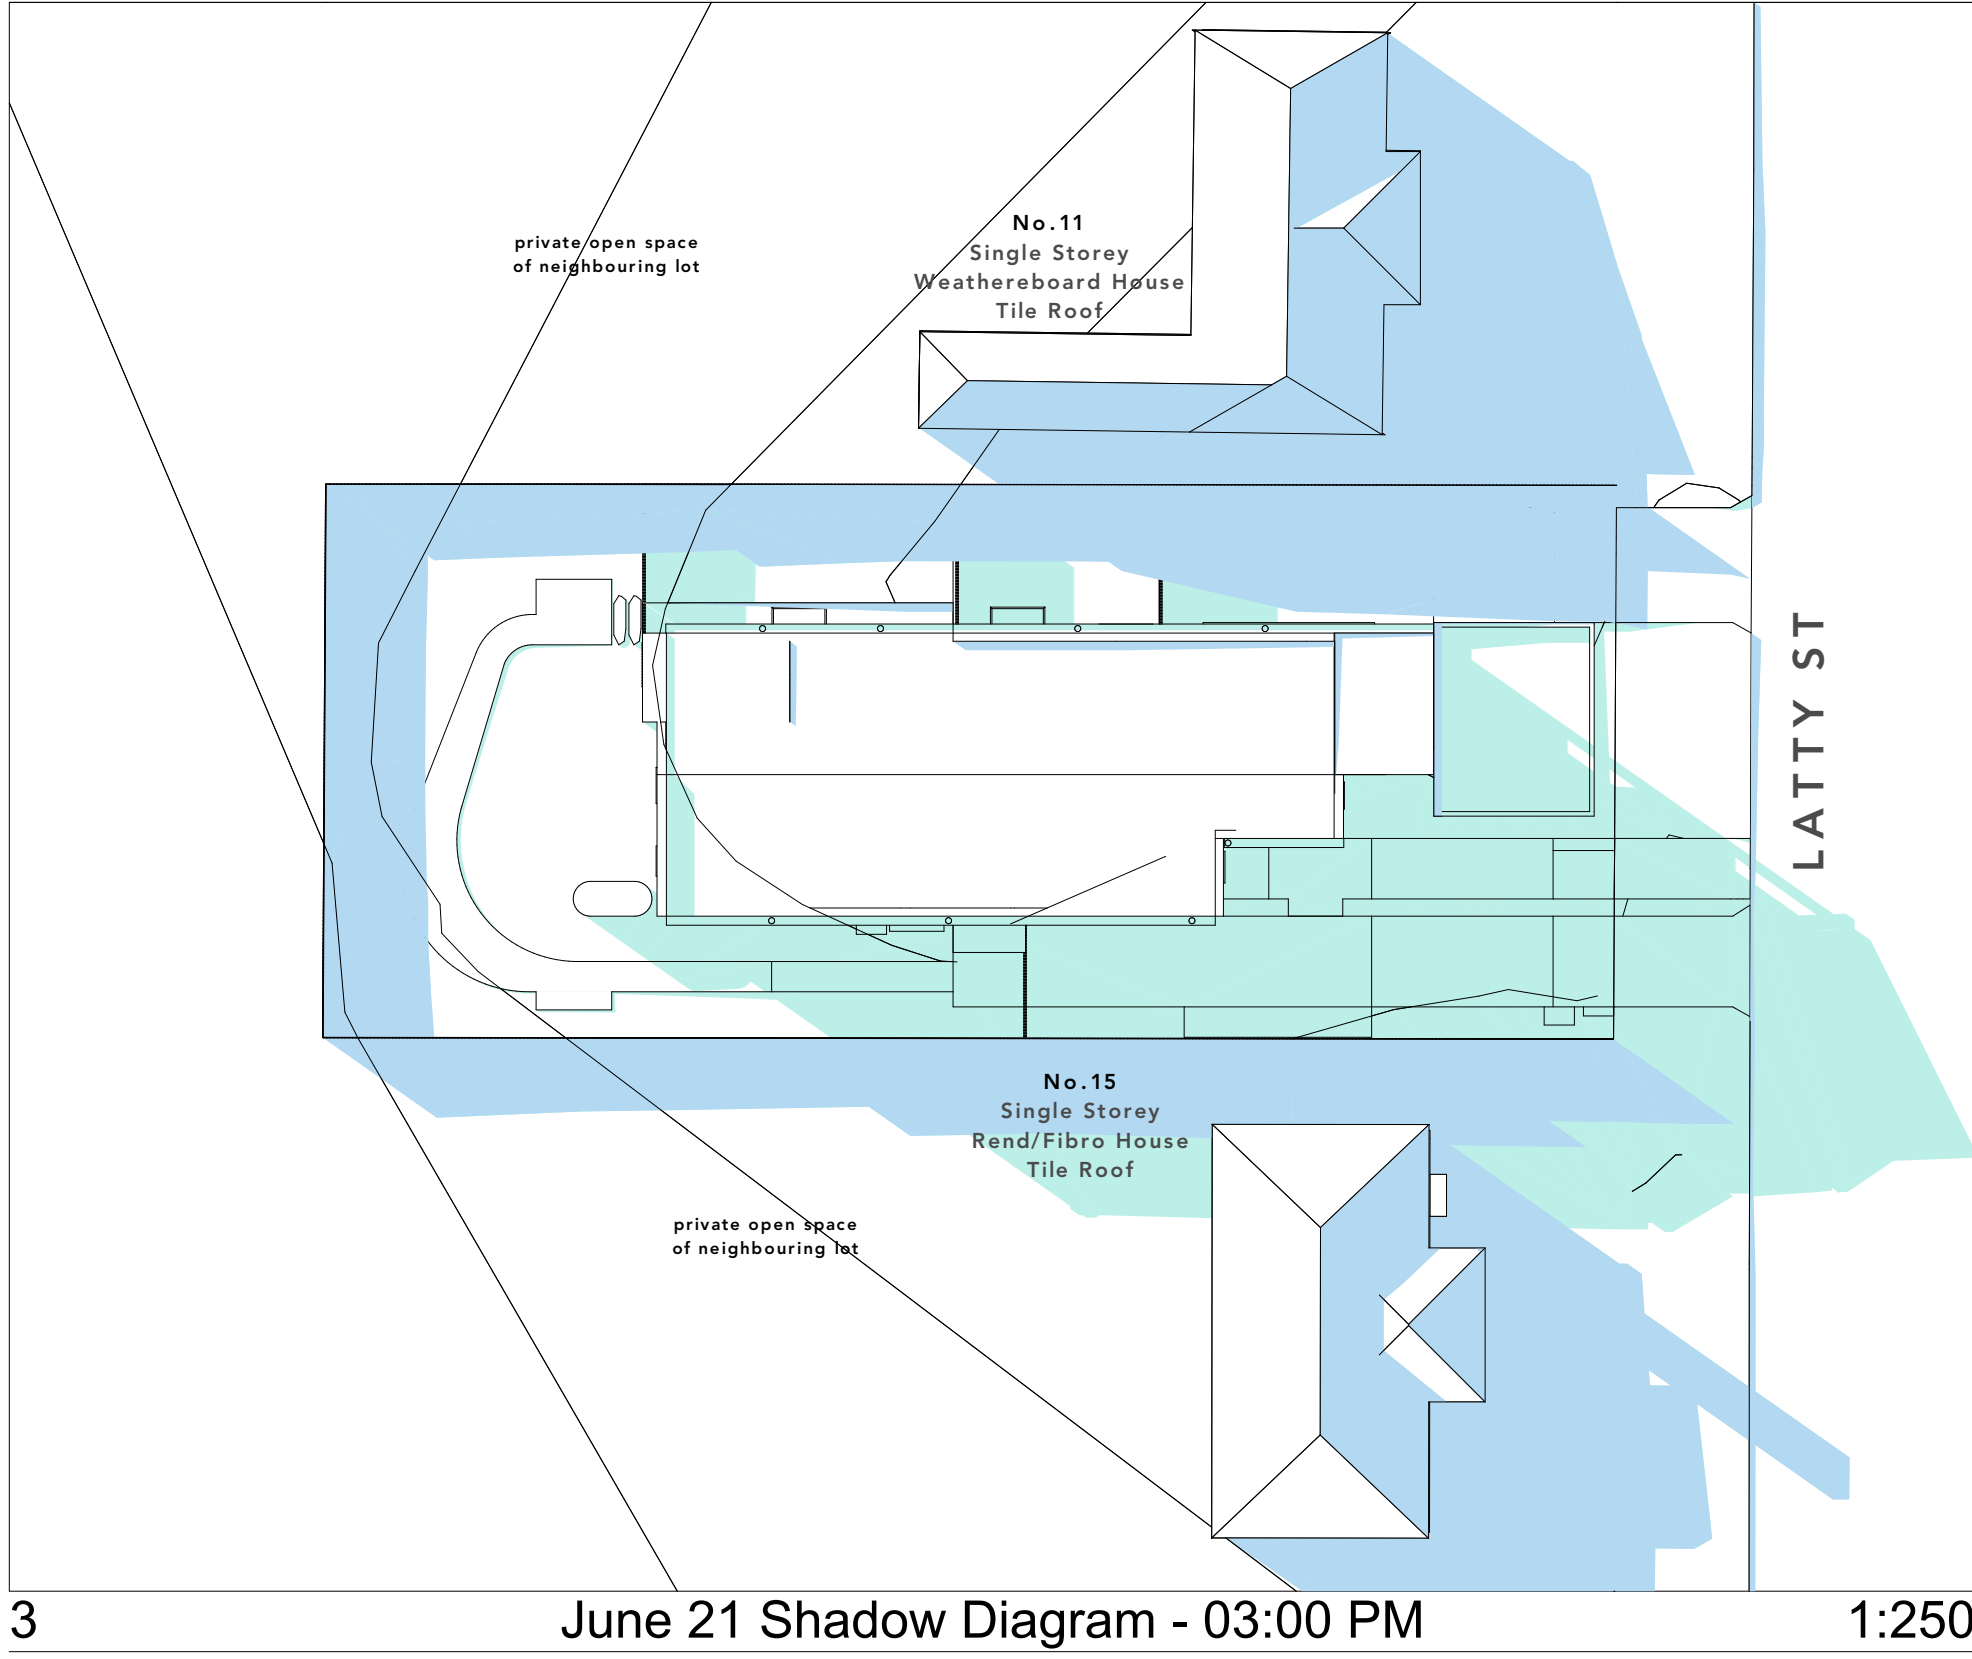 No.11
Single Storey
Weathereboard House
Tile Roof
private open space
of neighbouring lot
LATTY ST
No.15
Single Storey
Rend/Fibro House
Tile Roof
private open space
of neighbouring lot
3 June 21 Shadow Diagram - 03:00 PM 1:250